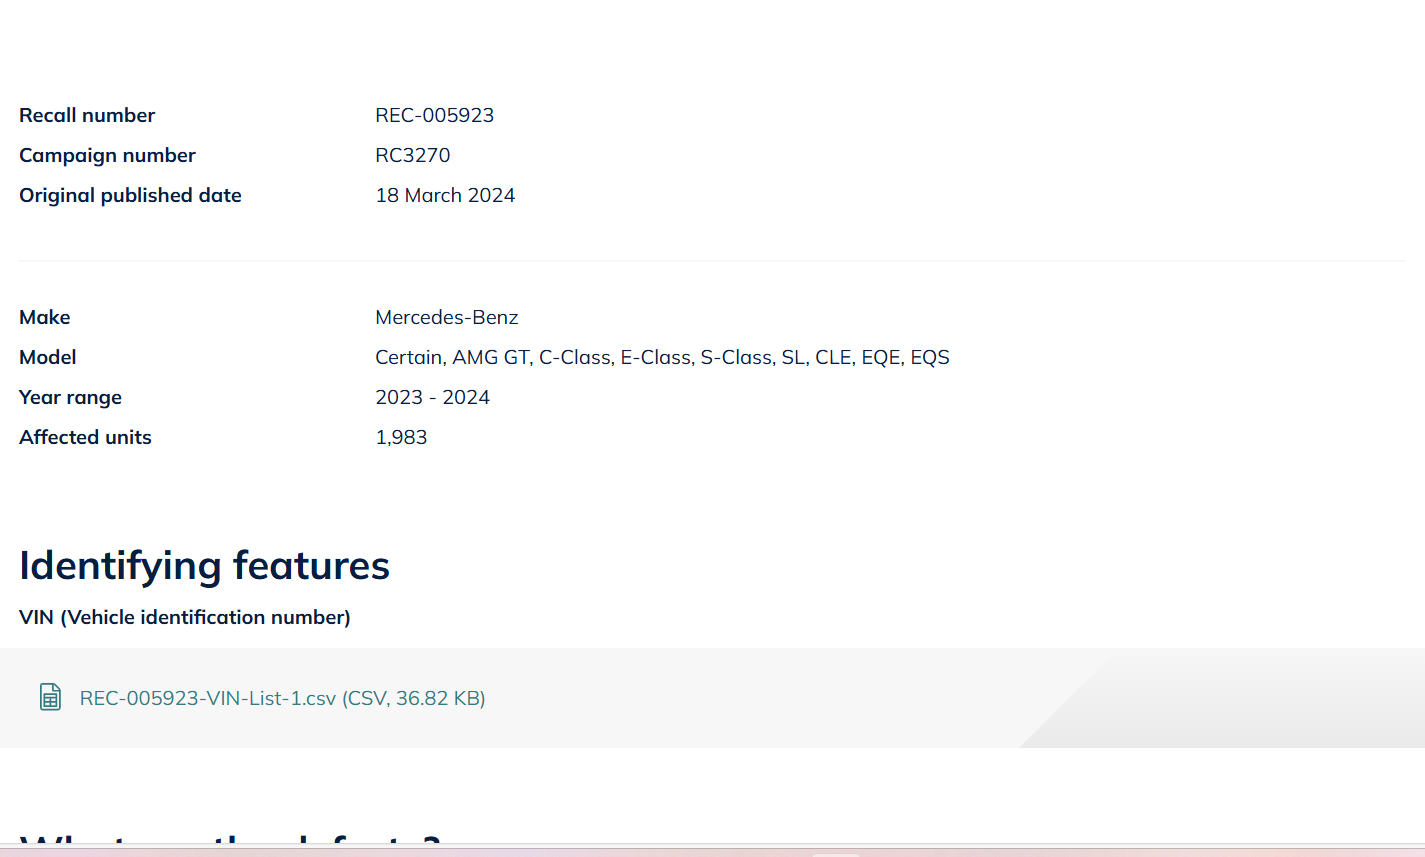 Recall number REC-005923
Campaign number RC3270
Original published date 18 March 2024
Make Mercedes-Benz
Model Certain, AMG GT, C-Class, E-Class, S-Class, SL, CLE, EQE, EQS
Year range 2023 - 2024
Affected units 1,983
Identifying features
VIN (Vehicle identification number)
REC-005923-VIN-List-1.csv (CSV, 36.82 KB)